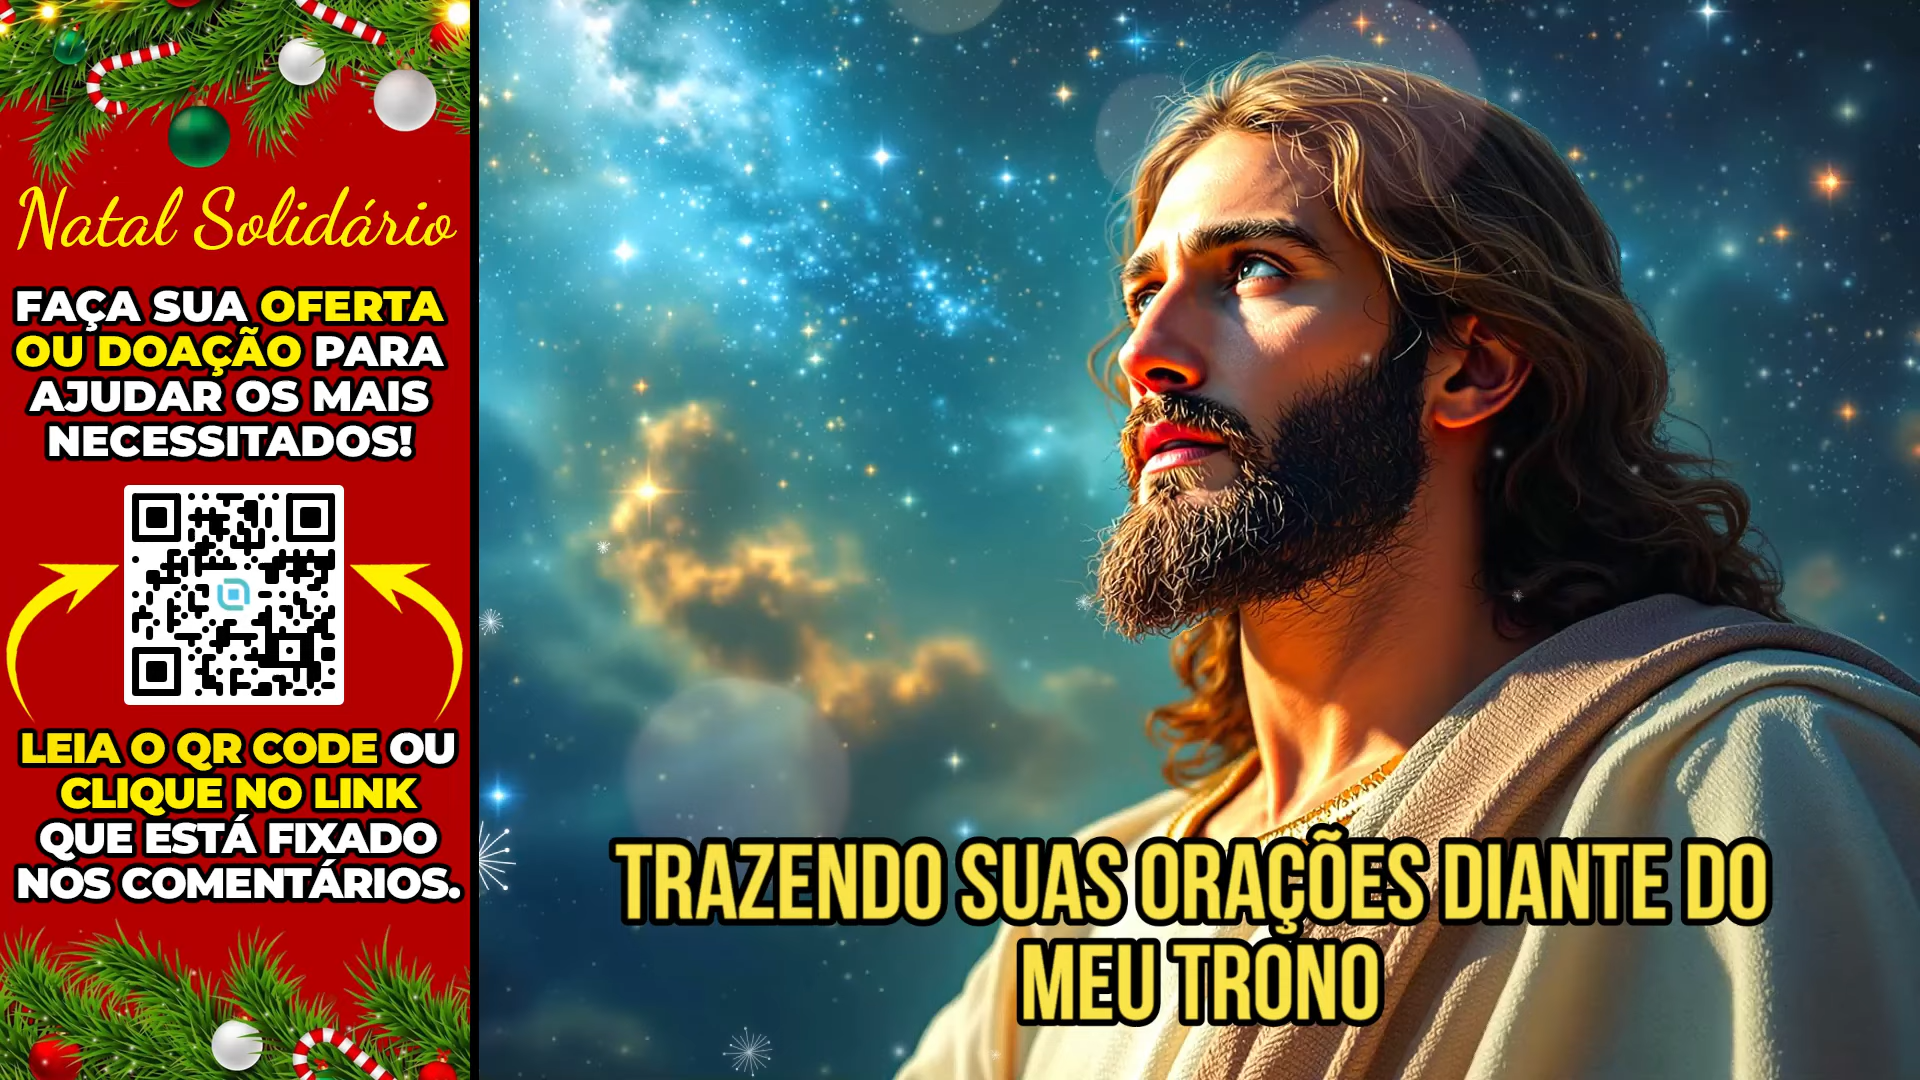 Natal Solidário
FAÇA SUA OFERTA
OU DOAÇÃO PARA
AJUDAR OS MAIS
NECESSITADOS!
LEIA O QR CODE OU
CLIQUE NO LINK
QUE ESTÁ FIXADO
NOS COMENTÁRIOS.
TRAZENDO SUAS ORAÇÕES DIANTE DO
MEU TRONO